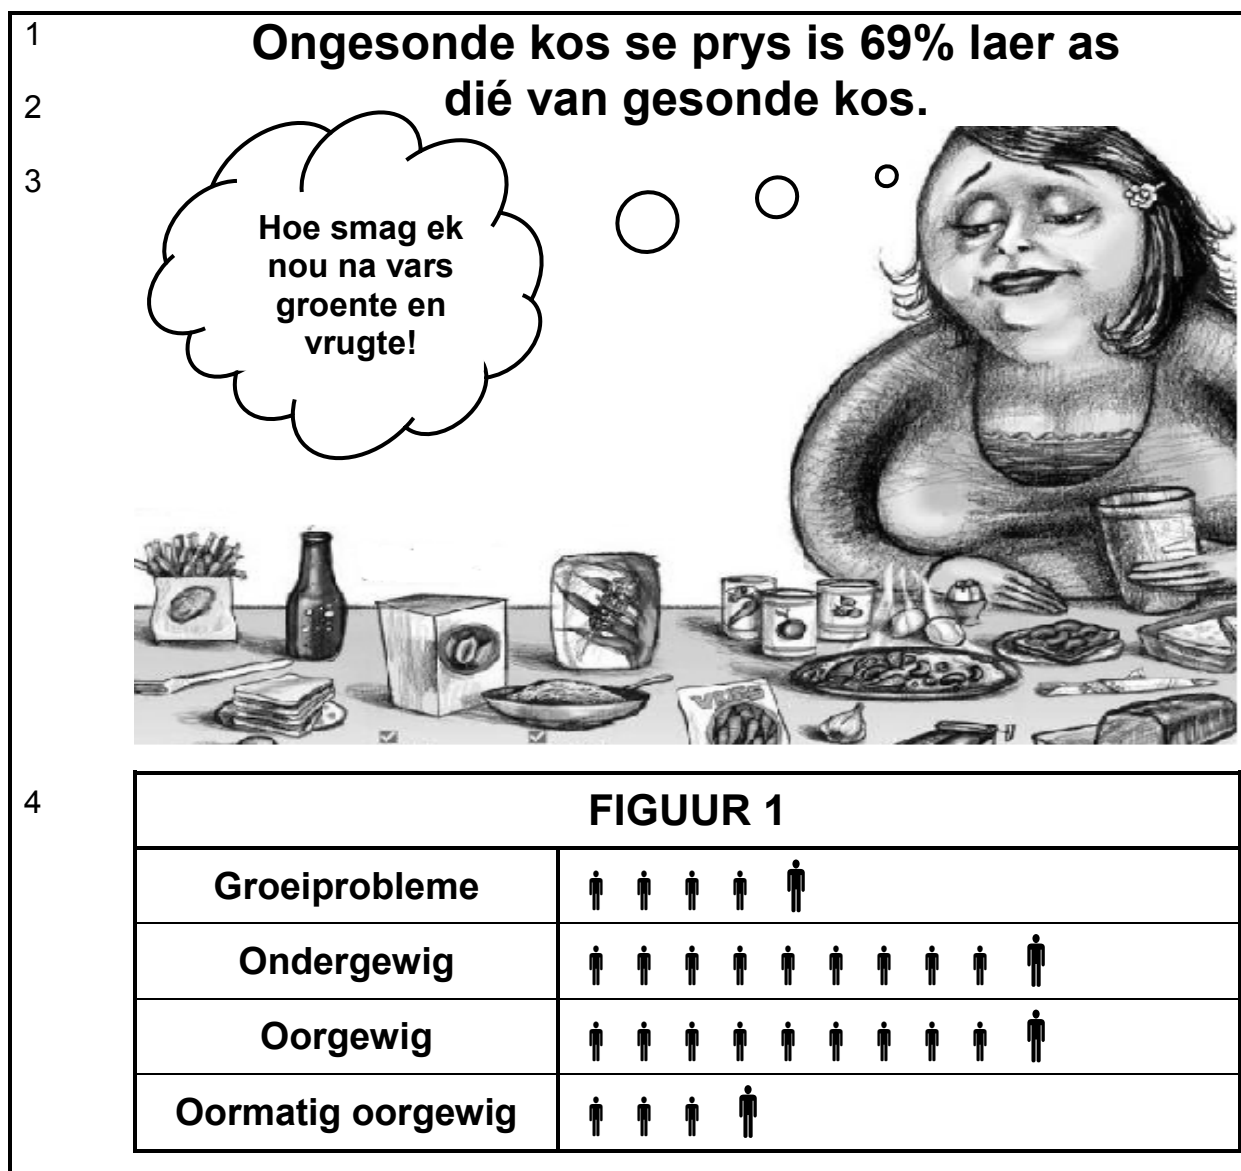 1
Ongesonde kos se prys is 69% laer as
2
dié van gesonde kos.
3
Hoe smag ek
nou na vars
groente en
vrugte!
VIRS
4
FIGUUR 1
Groeiprobleme
Ondergewig
Oorgewig
Oormatig oorgewig